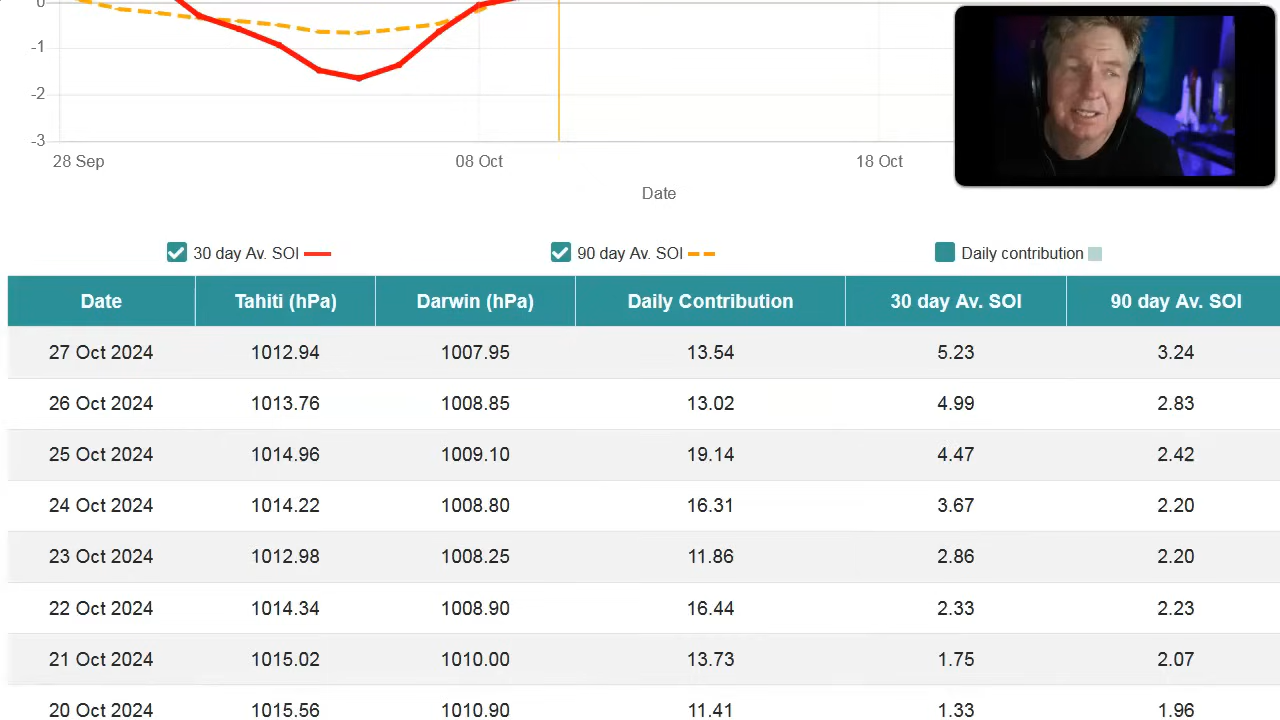 0
-1
-2
-3
28 Sep 08 Oct 18 Oct
Date
30 day Av. SOI 90 day Av. SOI Daily contribution
Date Tahiti (hPa) Darwin (hPa) Daily Contribution 30 day Av. SOI 90 day Av. SOI
27 Oct 2024 1012.94 1007.95 13.54 5.23 3.24
26 Oct 2024 1013.76 1008.85 13.02 4.99 2.83
25 Oct 2024 1014.96 1009.10 19.14 4.47 2.42
24 Oct 2024 1014.22 1008.80 16.31 3.67 2.20
23 Oct 2024 1012.98 1008.25 11.86 2.86 2.20
22 Oct 2024 1014.34 1008.90 16.44 2.33 2.23
21 Oct 2024 1015.02 1010.00 13.73 1.75 2.07
20 Oct 2024 1015.56 1010.90 11.41 1.33 1.96